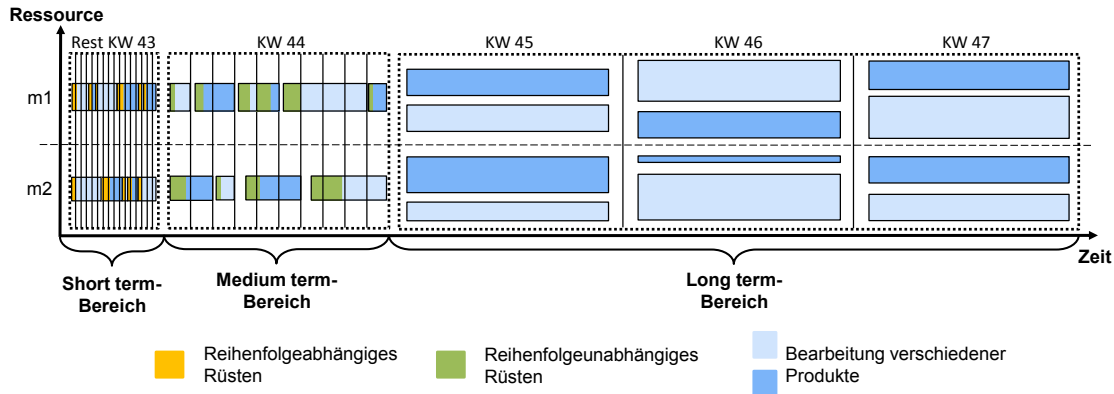 Ressource
Rest KW 43
KW 44
KW 45
KW 46
KW 47
m1
m2
Zeit
Short term-
Bereich
Medium term-
Bereich
Long term-
Bereich
Reihenfolgeabhängiges
Rüsten
Reihenfolgeunabhängiges
Rüsten
Bearbeitung verschiedener
Produkte